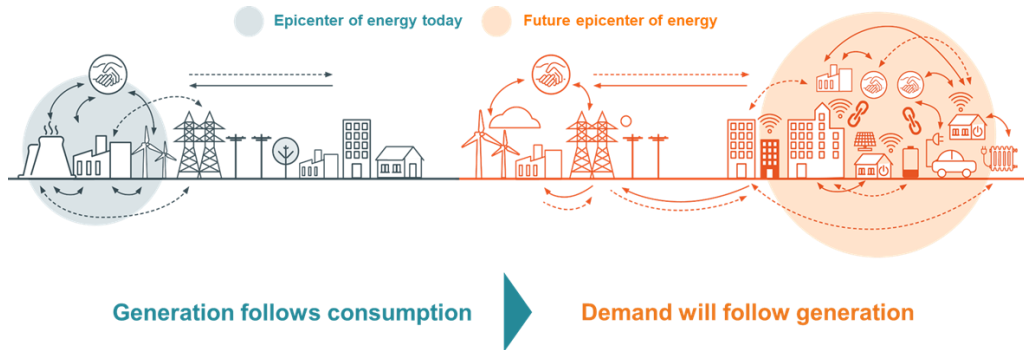 Epicenter of energy today
Future epicenter of energy
Generation follows consumption
Demand will follow generation